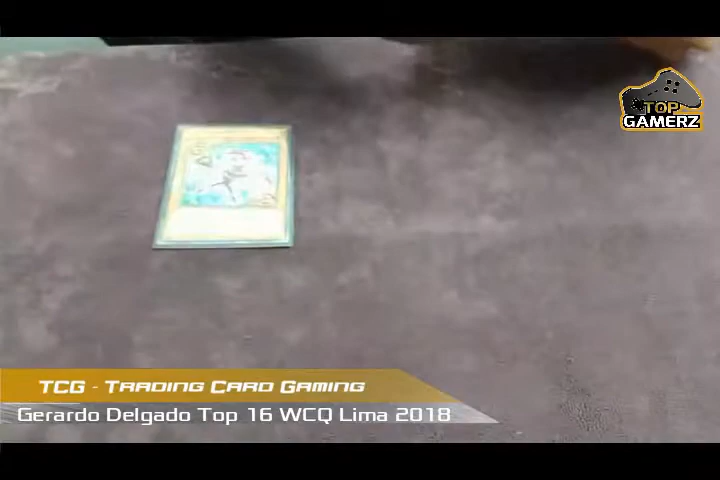 TOP
GAMERZ
TCG - Trading Card Gaming
Gerardo Delgado Top 16 WCQ Lima 2018